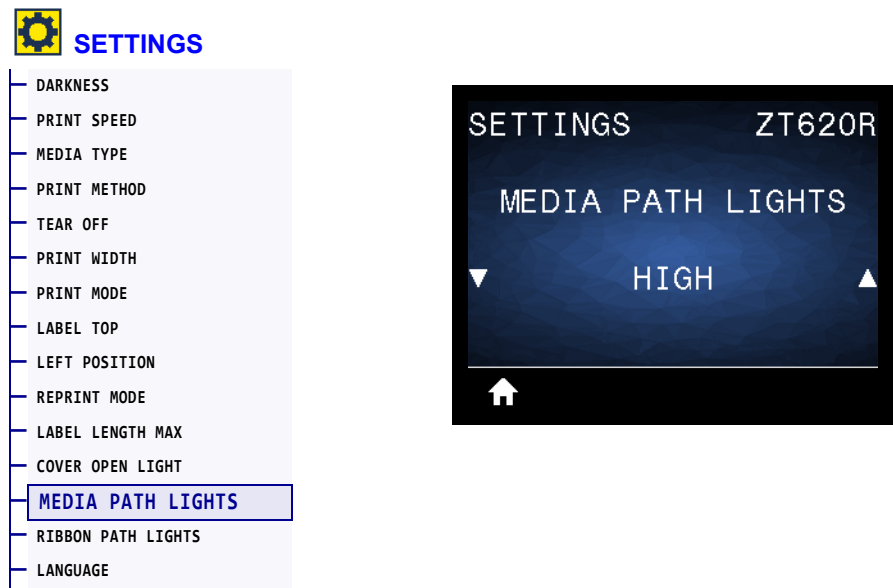 SETTINGS
DARKNESS
PRINT SPEED
MEDIA TYPE
PRINT METHOD
TEAR OFF
PRINT WIDTH
PRINT MODE
LABEL TOP
LEFT POSITION
REPRINT MODE
LABEL LENGTH MAX
COVER OPEN LIGHT
MEDIA PATH LIGHTS
RIBBON PATH LIGHTS
LANGUAGE
SETTINGS ZT620R
MEDIA PATH LIGHTS
HIGH